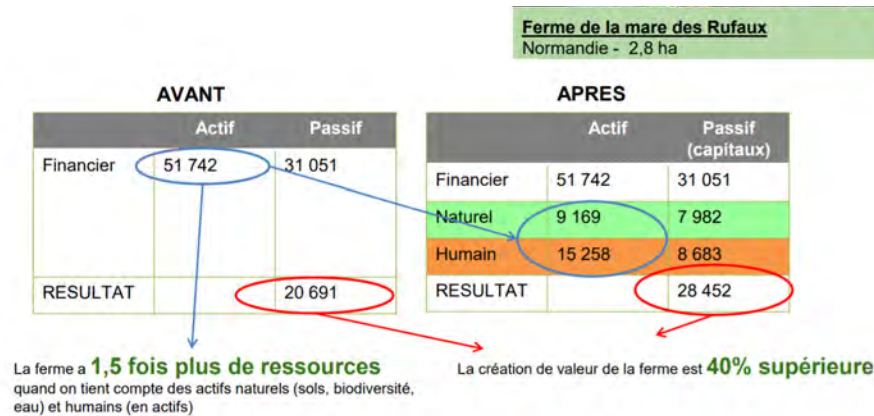 Ferme de la mare des Rufaux
Normandie - 2,8 ha
AVANT
Actif Passif
Financier 51 742 31 051
RESULTAT 20 691
APRES
Actif Passif
(capitaux)
Financier 51 742 31 051
Naturel 9 169 7 982
Humain 15 258 8 683
RESULTAT 28 452
La ferme a 1,5 fois plus de ressources
quand on tient compte des actifs naturels (sols, biodiversité,
eau) et humains (en actifs)
La création de valeur de la ferme est 40% supérieure